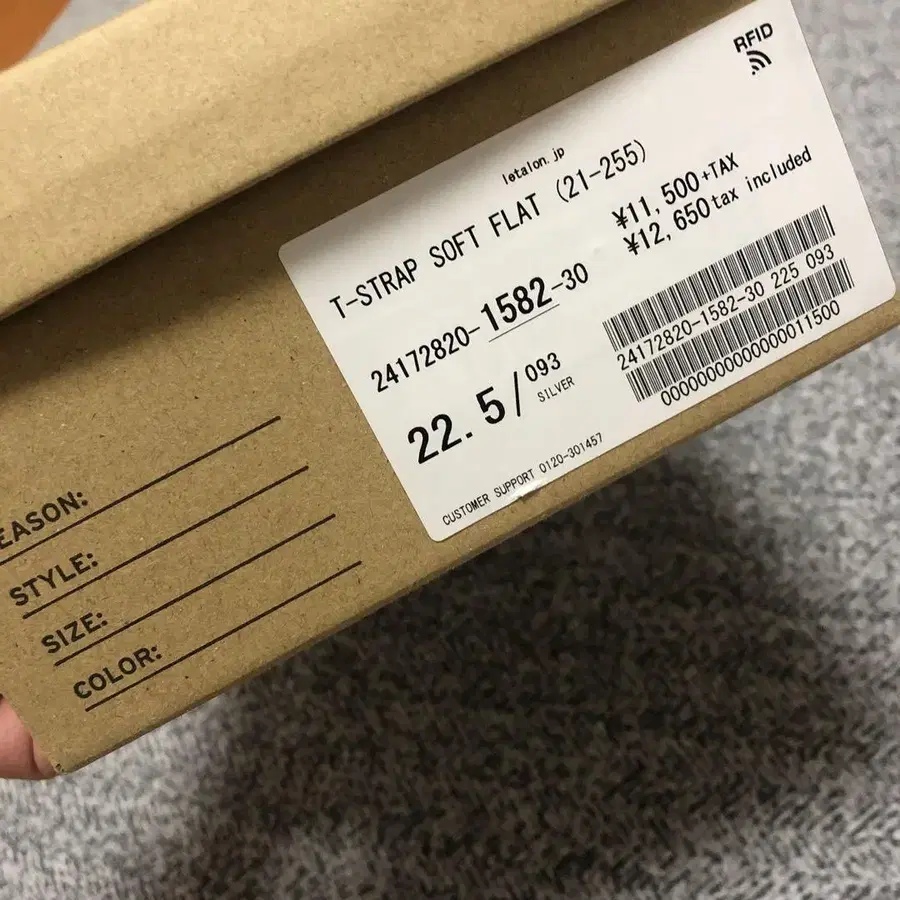 RFID
letalon.jp
T-STRAP SOFT FLAT (21-255)
¥11,500+TAX
¥12,650tax included
24172820-1582-30
24172820-1582-30 225 093
22.5/093
SILVER
0000000000000011500
CUSTOMER SUPPORT 0120-301457
EASON:
STYLE:
SIZE:
COLOR: